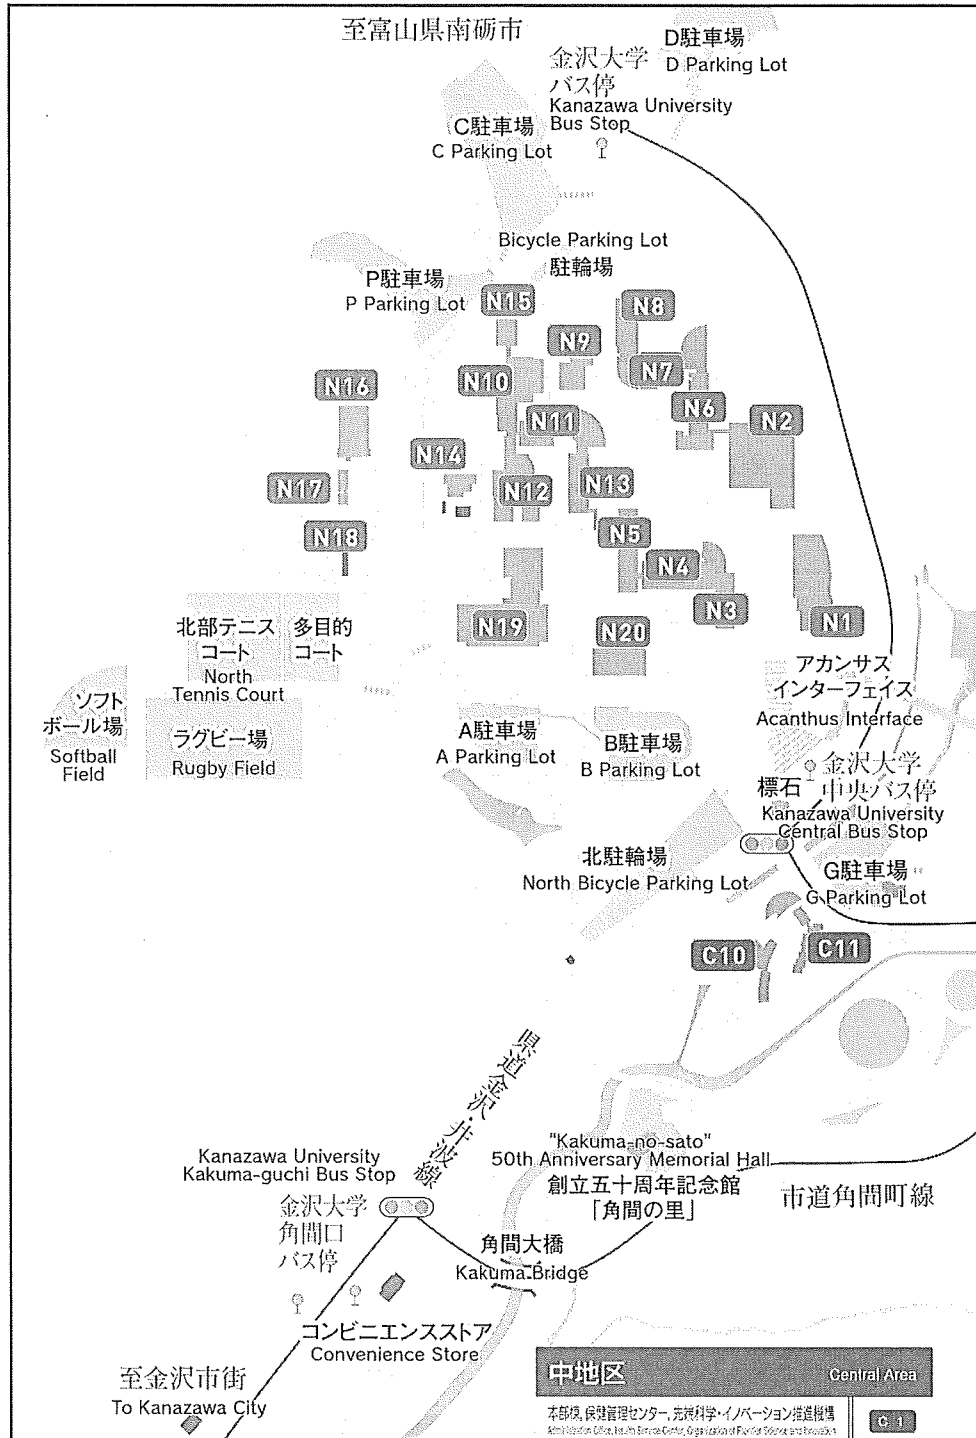 至富山県南砺市
D駐車場
D Parking Lot
金沢大学
バス停
Kanazawa University
Bus Stop
C駐車場
C Parking Lot
Bicycle Parking Lot
駐輪場
P駐車場
P Parking Lot
N15
N8
N9
N7
N16
N10
N6
N11
N2
N14
N17
N12
N13
N18
N5
N4
N3
N1
N19
N20
北部テニス
コート
North
Tennis Court
多目的
コート
アカンサス
インターフェイス
Acanthus Interface
ソフト
ボール場
Softball
Field
ラグビー場
Rugby Field
A駐車場
A Parking Lot
B駐車場
B Parking Lot
標石
金沢大学
中央バス停
Kanazawa University
Central Bus Stop
北駐輪場
North Bicycle Parking Lot
G駐車場
G Parking Lot
C10
C11
県道金沢・井波線
Kanazawa University
Kakuma-guchi Bus Stop
金沢大学
角間口
バス停
"Kakuma-no-sato"
50th Anniversary Memorial Hall
創立五十周年記念館
「角間の里」
市道角間町線
角間大橋
Kakuma Bridge
コンビニエンスストア
Convenience Store
至金沢市街
To Kanazawa City
中地区
Central Area
本部棟,保健管理センター,先端科学・イノベーション推進機構
C 1